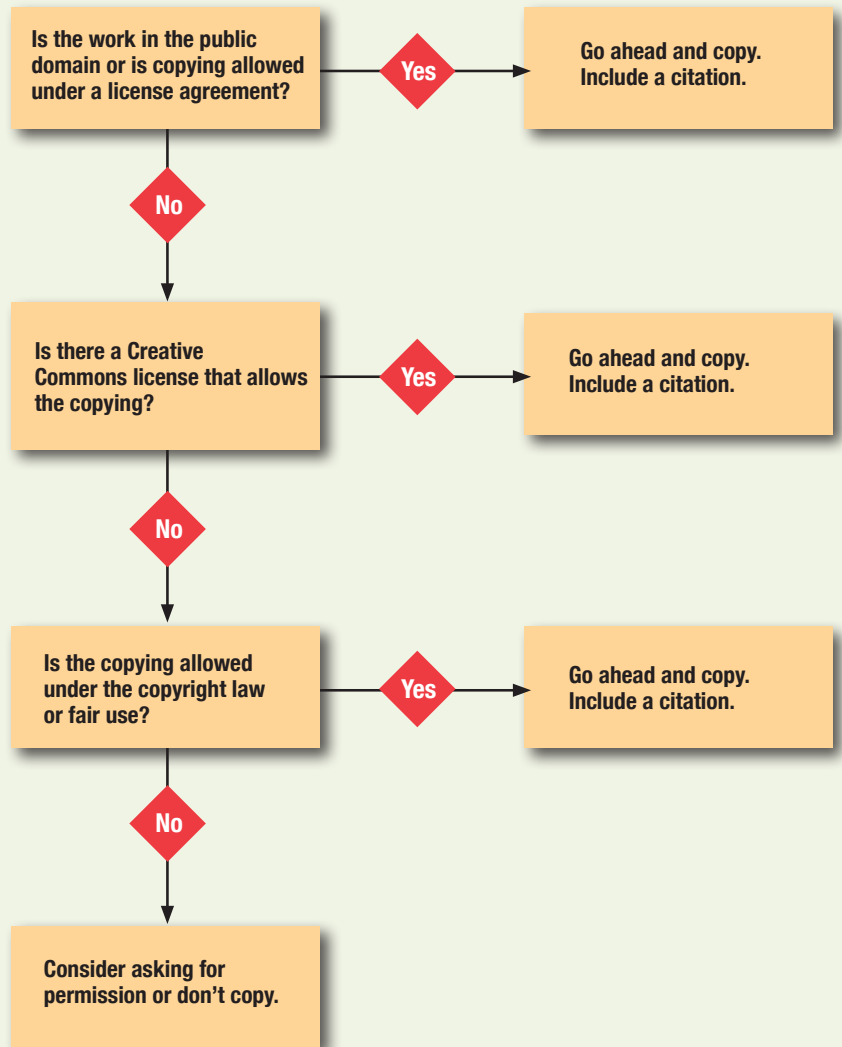 Is the work in the public
domain or is copying allowed
under a license agreement?
Yes
Go ahead and copy.
Include a citation.
No
Is there a Creative
Commons license that allows
the copying?
Yes
Go ahead and copy.
Include a citation.
No
Is the copying allowed
under the copyright law
or fair use?
Yes
Go ahead and copy.
Include a citation.
No
Consider asking for
permission or don’t copy.